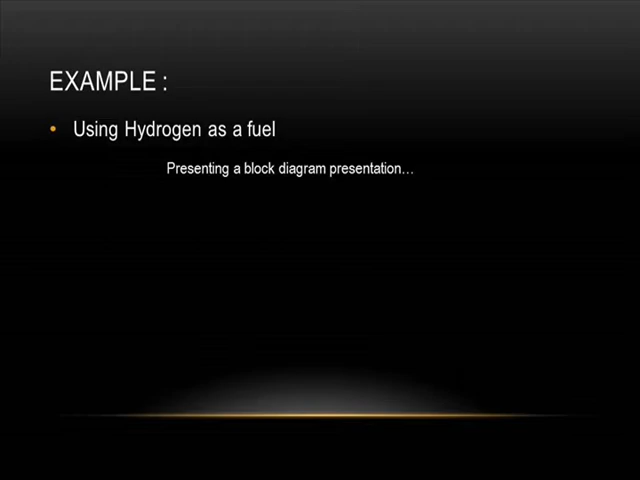 EXAMPLE :
• Using Hydrogen as a fuel
Presenting a block diagram presentation…